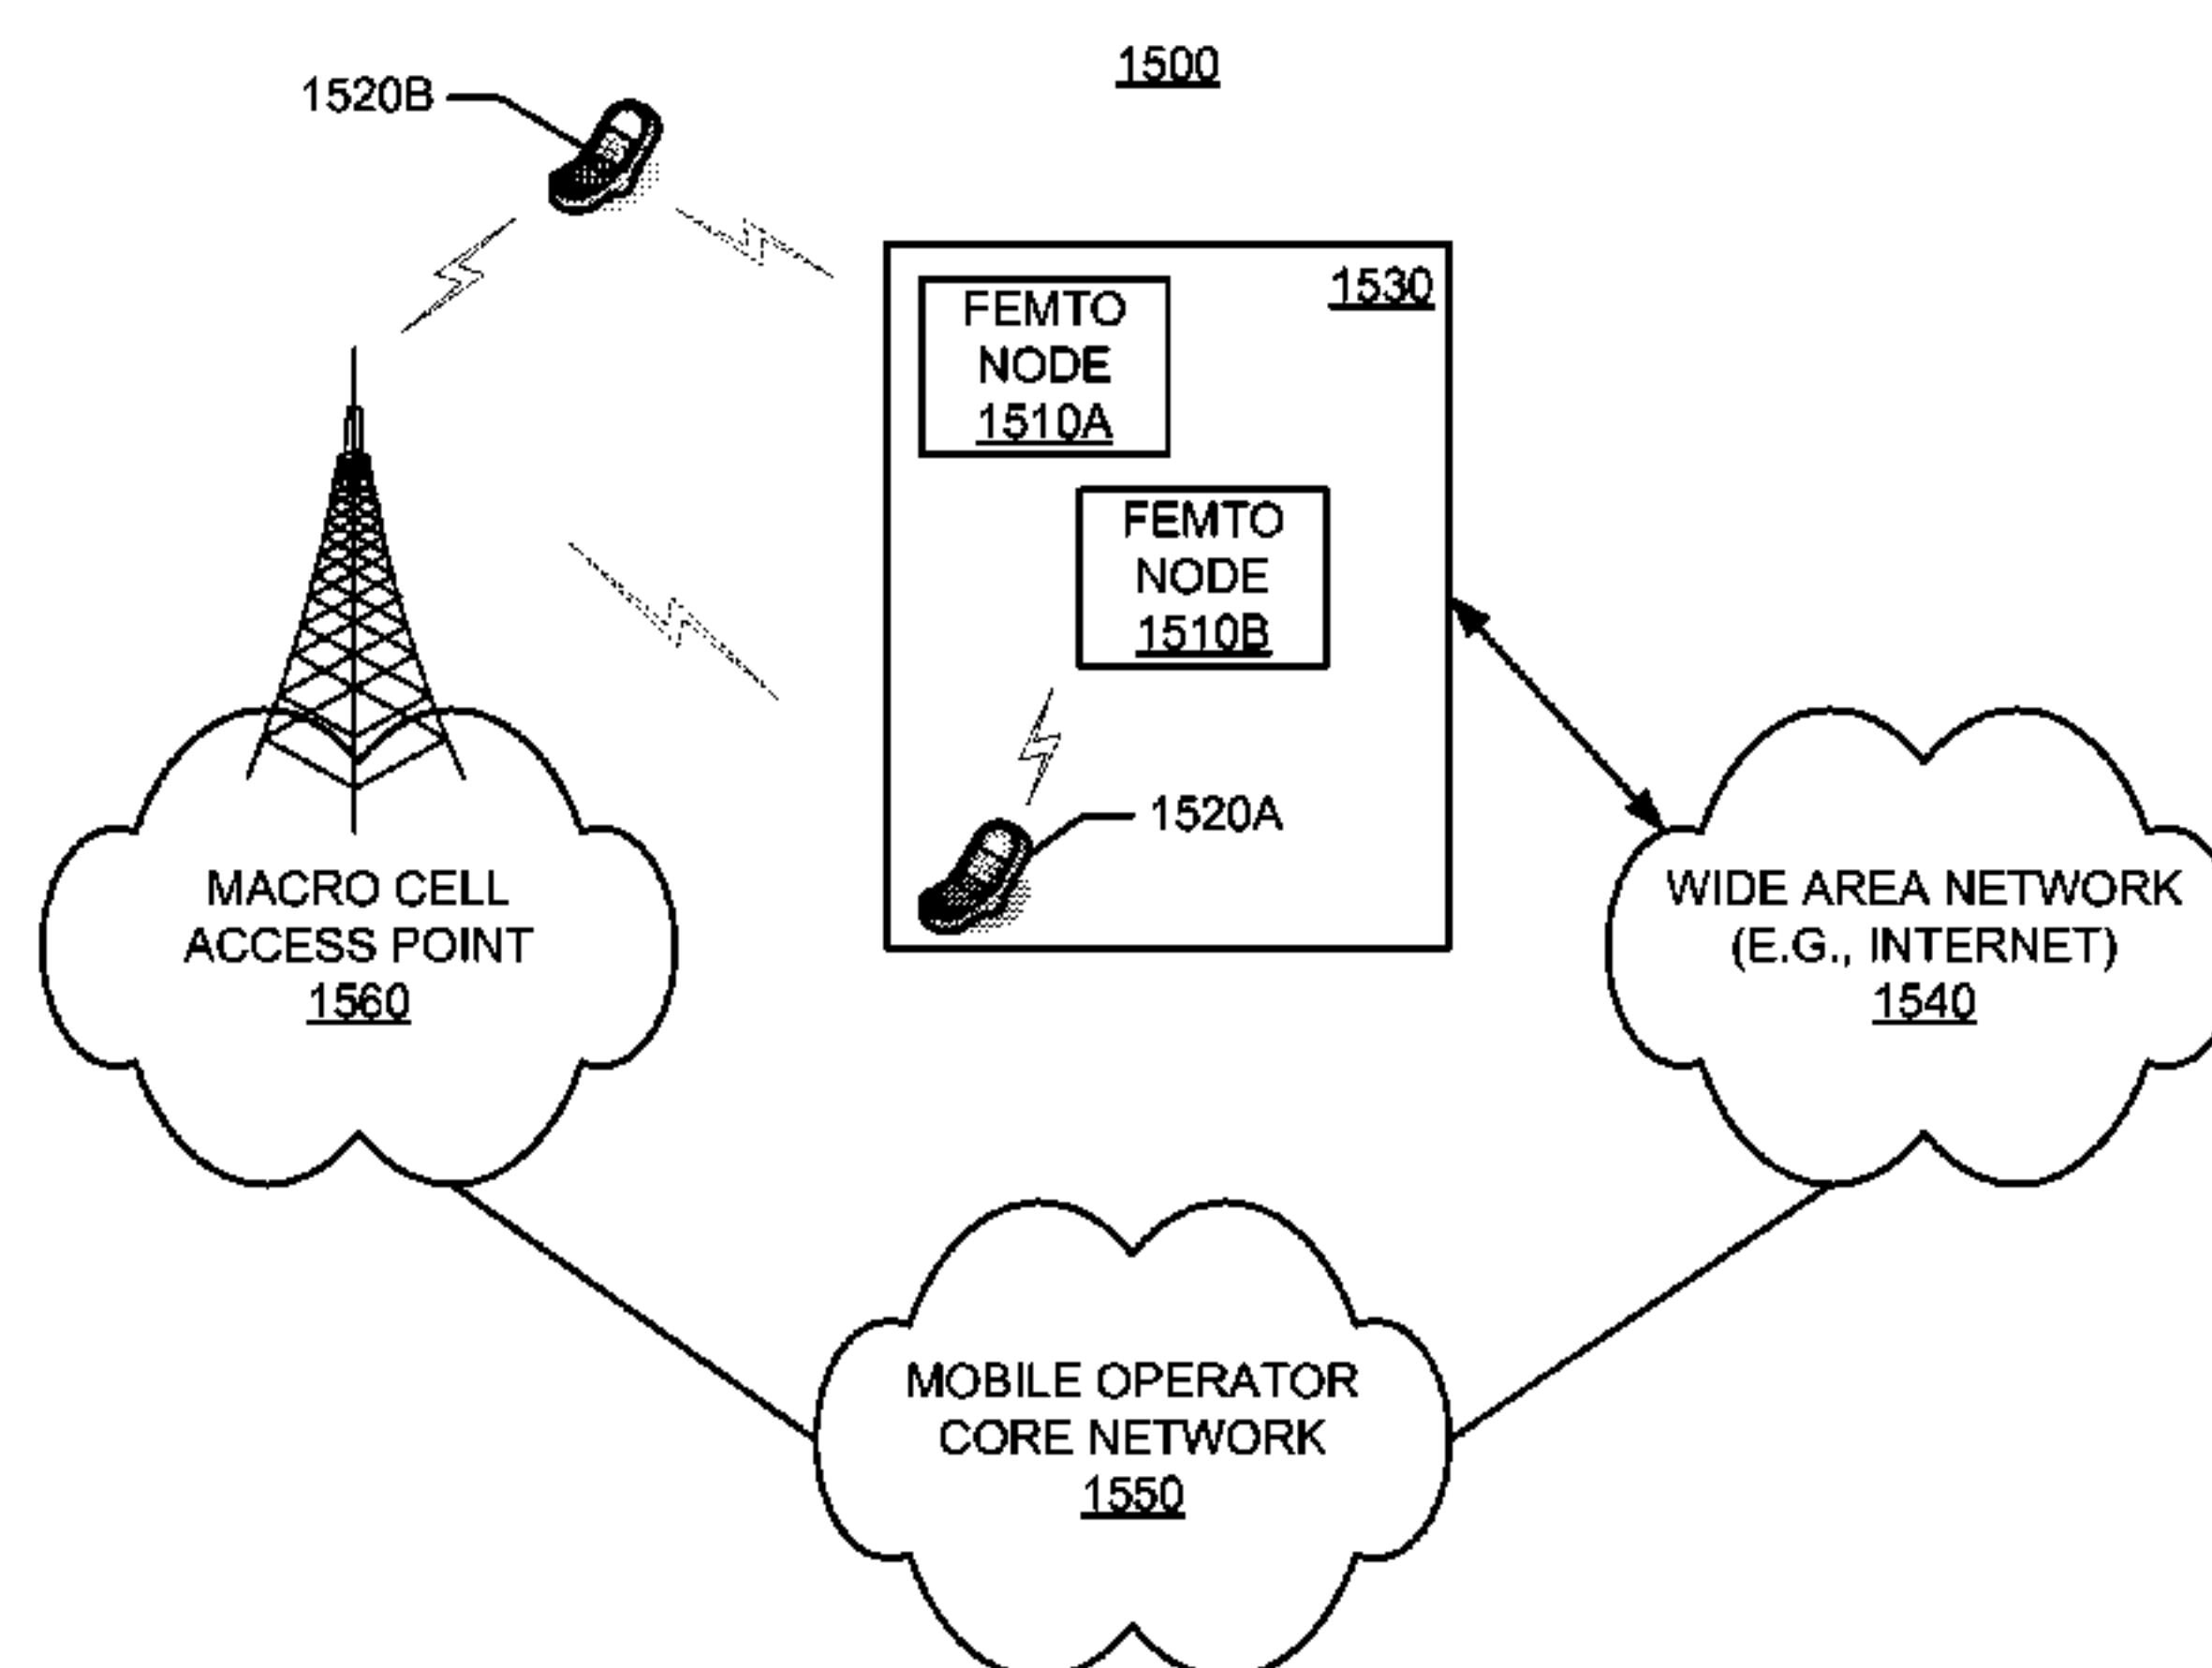 1500
1520B
1530
FEMTO
NODE
1510A
FEMTO
NODE
1510B
1520A
MACRO CELL
ACCESS POINT
1560
WIDE AREA NETWORK
(E.G., INTERNET)
1540
MOBILE OPERATOR
CORE NETWORK
1550